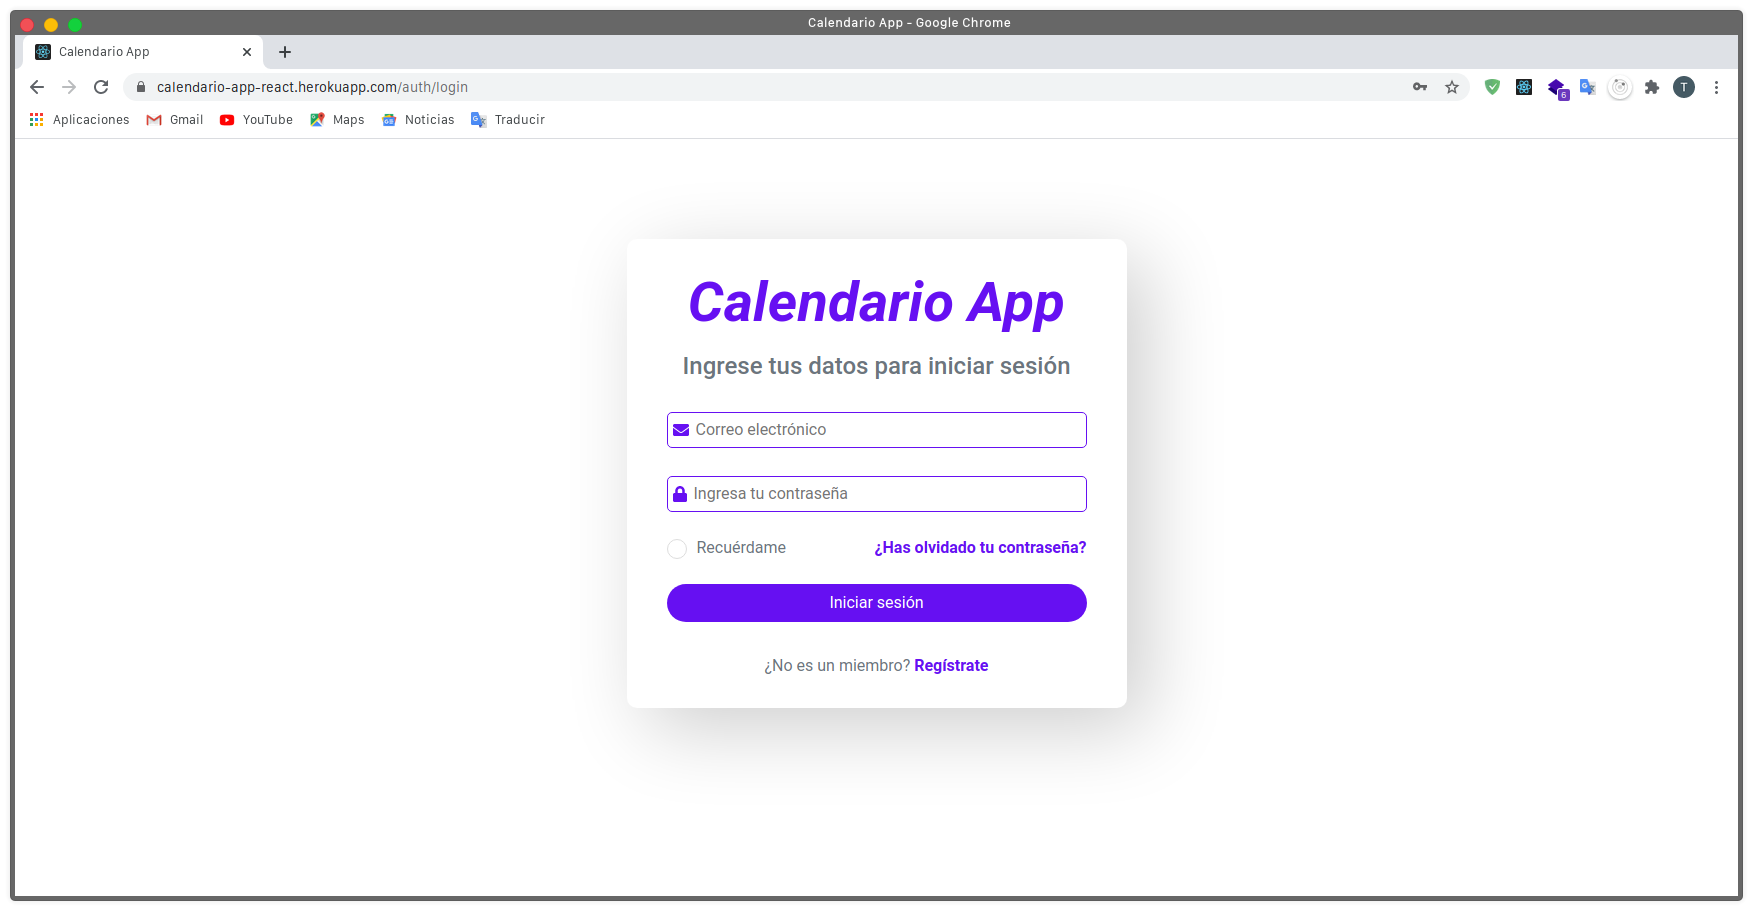 Calendario App - Google Chrome
Calendario App
calendario-app-react.herokuapp.com/auth/login
6
T
Aplicaciones Gmail YouTube Maps Noticias Traducir
Calendario App
Ingrese tus datos para iniciar sesión
Correo electrónico
Ingresa tu contraseña
Recuérdame ¿Has olvidado tu contraseña?
Iniciar sesión
¿No es un miembro? Regístrate